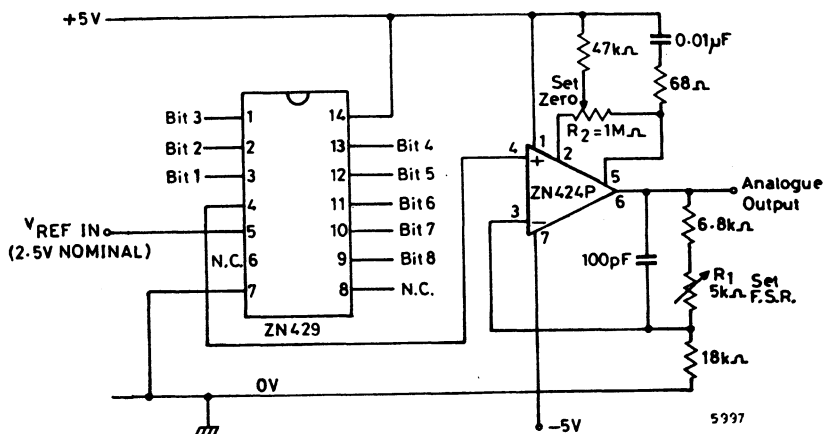 +5V
47kΩ
0.01µF
68Ω
Set
Zero
R2 = 1MΩ
Bit 3
Bit 2
Bit 1
VREF IN
(2.5V NOMINAL)
N.C.
1
2
3
4
5
6
7
14
13
12
11
10
9
8
Bit 4
Bit 5
Bit 6
Bit 7
Bit 8
N.C.
ZN429
4
+
1
2
5
ZN424P
6
3
−
7
Analogue
Output
100pF
6.8kΩ
R1
5kΩ
Set
F.S.R.
18kΩ
0V
−5V
5997